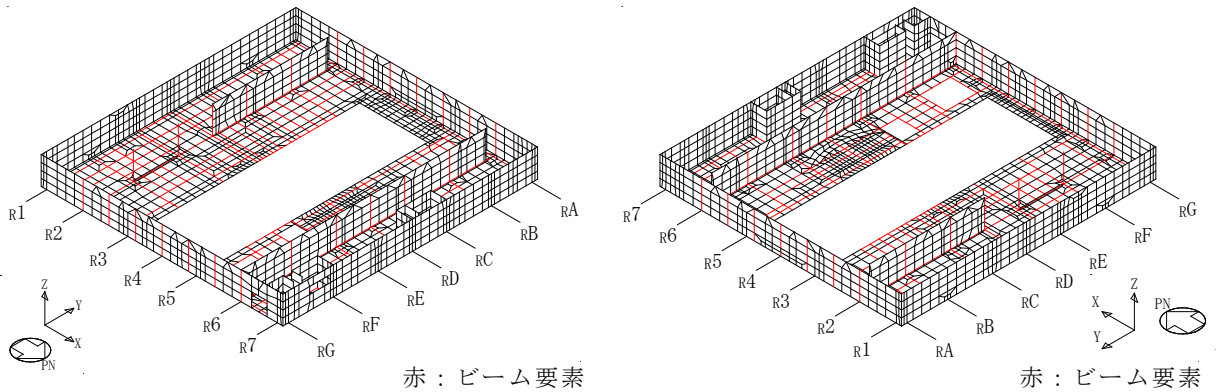 R1
R2
R3
R4
R5
R6
R7
RG
RF
RE
RD
RC
RB
RA
Z
Y
X
PN
赤：ビーム要素
R7
R6
R5
R4
R3
R2
R1
RA
RB
RC
RD
RE
RF
RG
Z
X
Y
PN
赤：ビーム要素